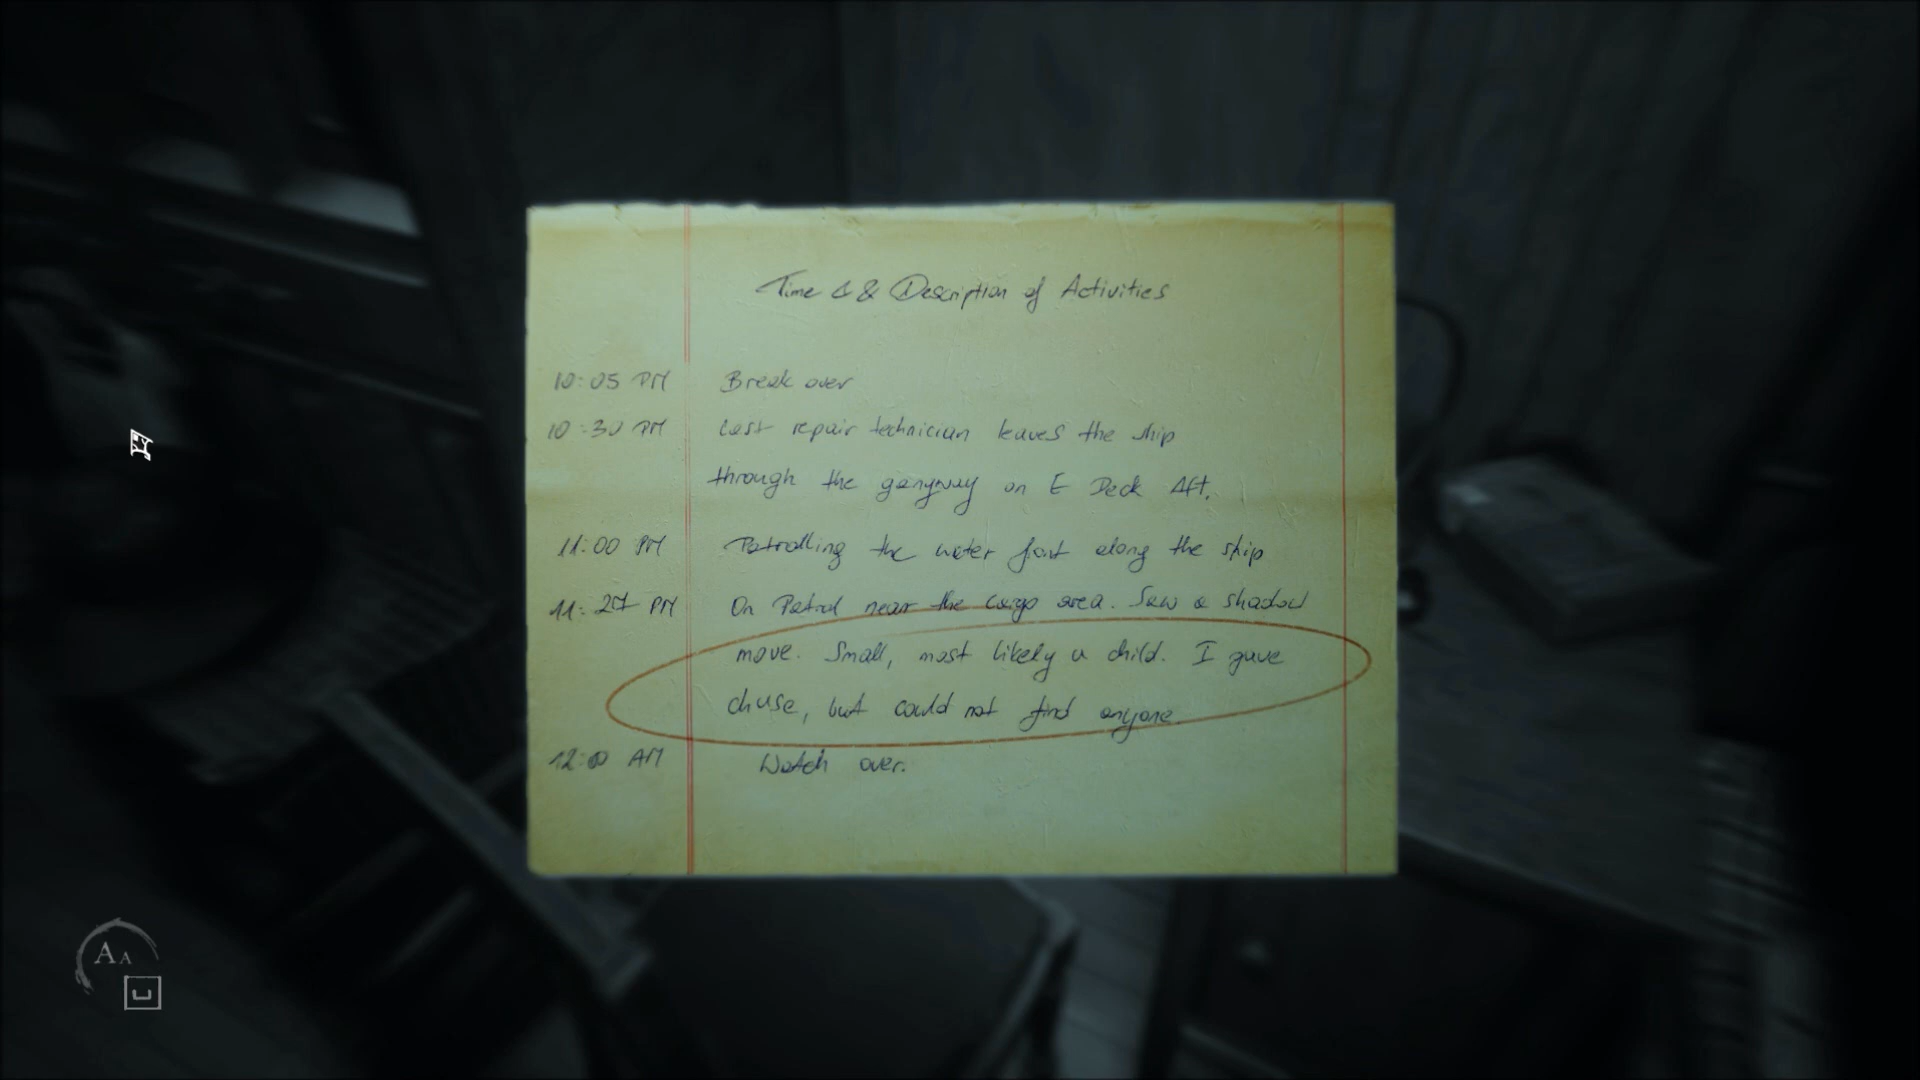 Time & Description of Activities
10:05 PM Break over
10:30 PM Last repair technician leaves the ship
through the gangway on E Deck Aft.
11:00 PM Patrolling the water front along the ship
11:27 PM On Patrol near the cargo area. Saw a shadow
move. Small, most likely a child. I gave
chase, but could not find anyone.
12:00 AM Watch over.
AA